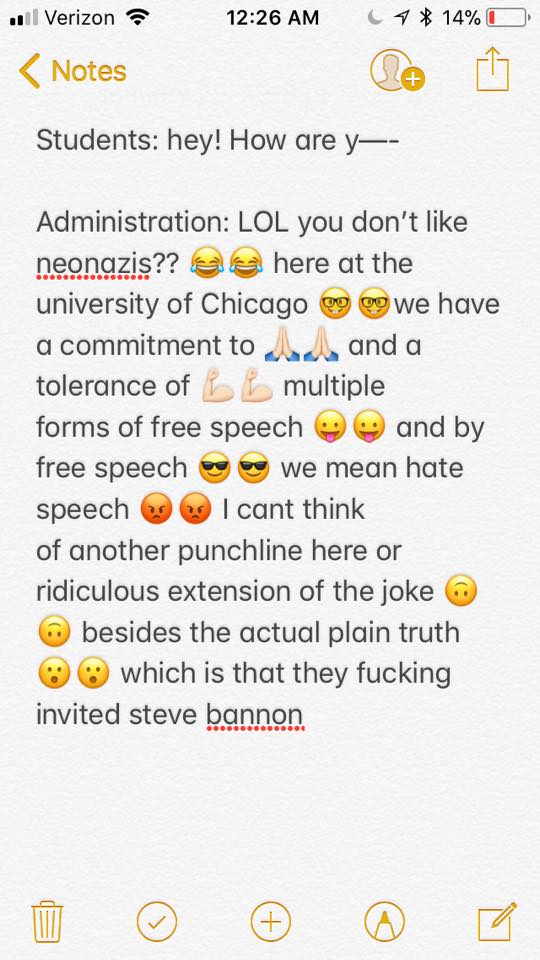 Verizon 12:26 AM 14%
Notes
Students: hey! How are y—-
Administration: LOL you don’t like
neonazis?? 😂😂 here at the
university of Chicago 🤓🤓we have
a commitment to 🙏🏻🙏🏻 and a
tolerance of 💪🏻💪🏻 multiple
forms of free speech 😛😛 and by
free speech 😎😎 we mean hate
speech 😡😡 I cant think
of another punchline here or
ridiculous extension of the joke 🙃
🙃 besides the actual plain truth
😮😮 which is that they fucking
invited steve bannon